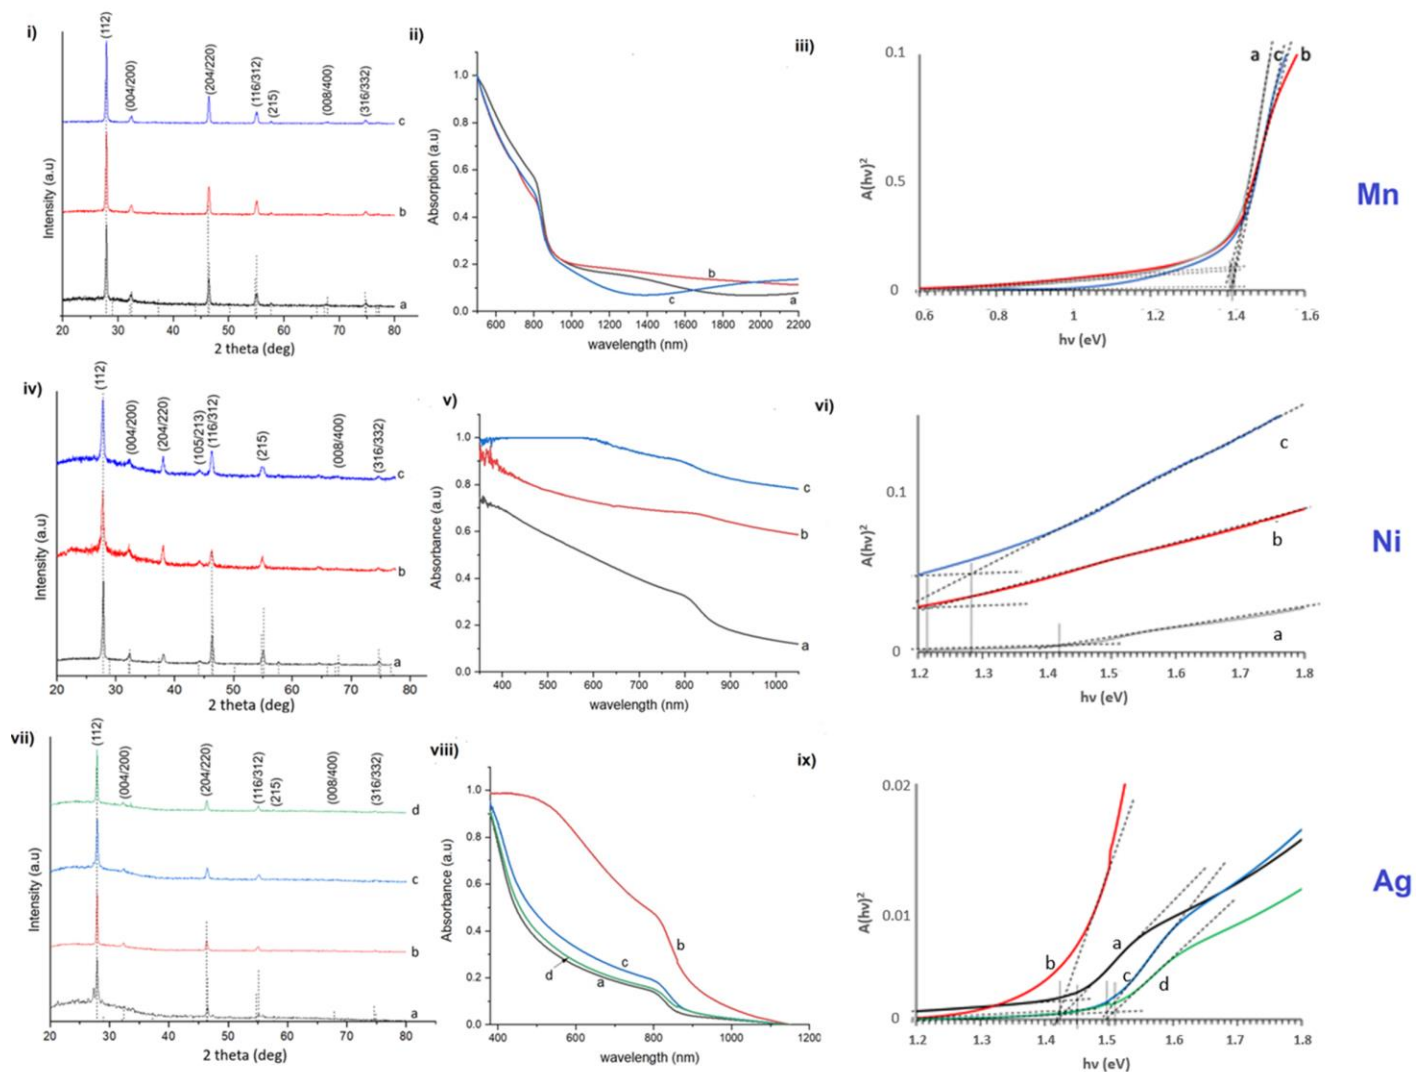 i)
(112)
(004/200)
(204/220)
(116/312)
(215)
(008/400)
(316/332)
c
b
a
Intensity (a.u)
20 30 40 50 60 70 80
2 theta (deg)
ii)
1.0
0.8
0.6
0.4
0.2
0.0
Absorption (a.u)
b
c
a
600 800 1000 1200 1400 1600 1800 2000 2200
wavelength (nm)
iii)
0.1
0.5
0
A(hν)²
a c b
0.6 0.8 1 1.2 1.4 1.6
hν (eV)
Mn
iv)
(112)
(004/200)
(204/220)
(105/213)
(116/312)
(215)
(008/400)
(316/332)
c
b
a
Intensity (a.u)
20 30 40 50 60 70 80
2 theta (deg)
v)
1.0
0.8
0.6
0.4
0.2
0.0
Absorbance (a.u)
c
b
a
400 500 600 700 800 900 1000
wavelength (nm)
vi)
0.1
0
A(hν)²
c
b
a
1.2 1.3 1.4 1.5 1.6 1.7 1.8
hν (eV)
Ni
vii)
(112)
(004/200)
(204/220)
(116/312)
(215)
(008/400)
(316/332)
d
c
b
a
Intensity (a.u)
20 30 40 50 60 70 80
2 theta (deg)
viii)
1.0
0.8
0.6
0.4
0.2
0.0
Absorbance (a.u)
b
c
d
a
400 600 800 1000 1200
wavelength (nm)
ix)
0.02
0.01
0
A(hν)²
b
a
c
d
1.2 1.3 1.4 1.5 1.6 1.7 1.8
hν (eV)
Ag